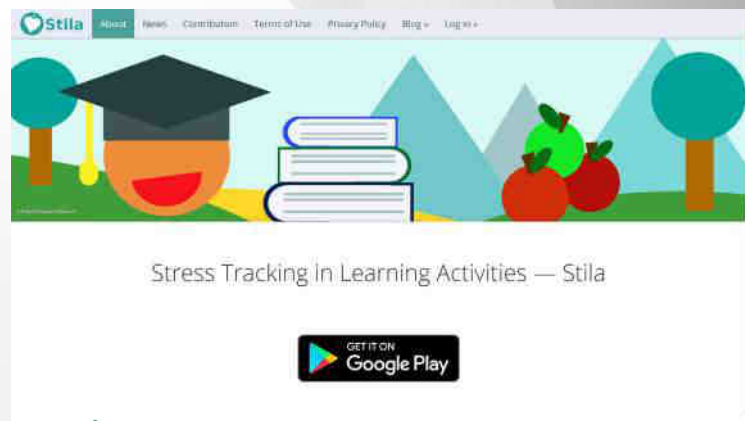 Stila About News Contributors Terms of Use Privacy Policy Blog » Log in »
Stress Tracking in Learning Activities — Stila
GET IT ON
Google Play